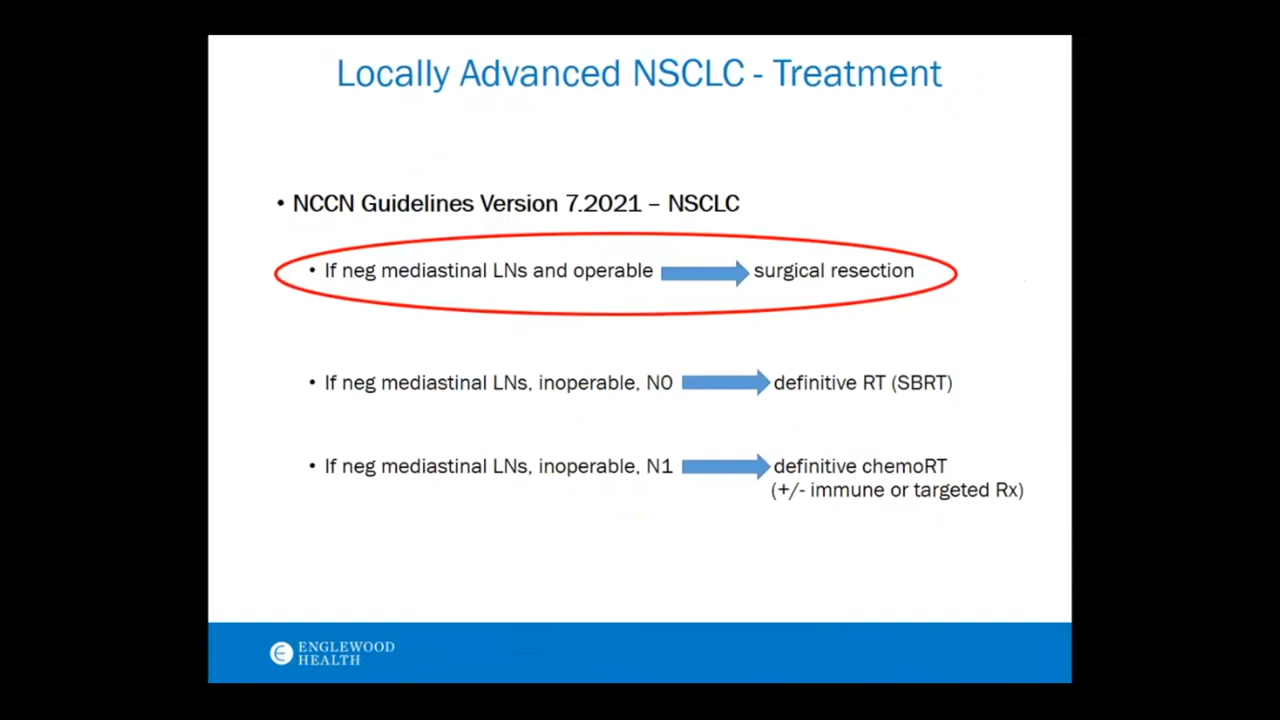 Locally Advanced NSCLC - Treatment
• NCCN Guidelines Version 7.2021 – NSCLC
• If neg mediastinal LNs and operable surgical resection
• If neg mediastinal LNs, inoperable, N0 definitive RT (SBRT)
• If neg mediastinal LNs, inoperable, N1 definitive chemoRT
(+/- immune or targeted Rx)
ENGLEWOOD
HEALTH